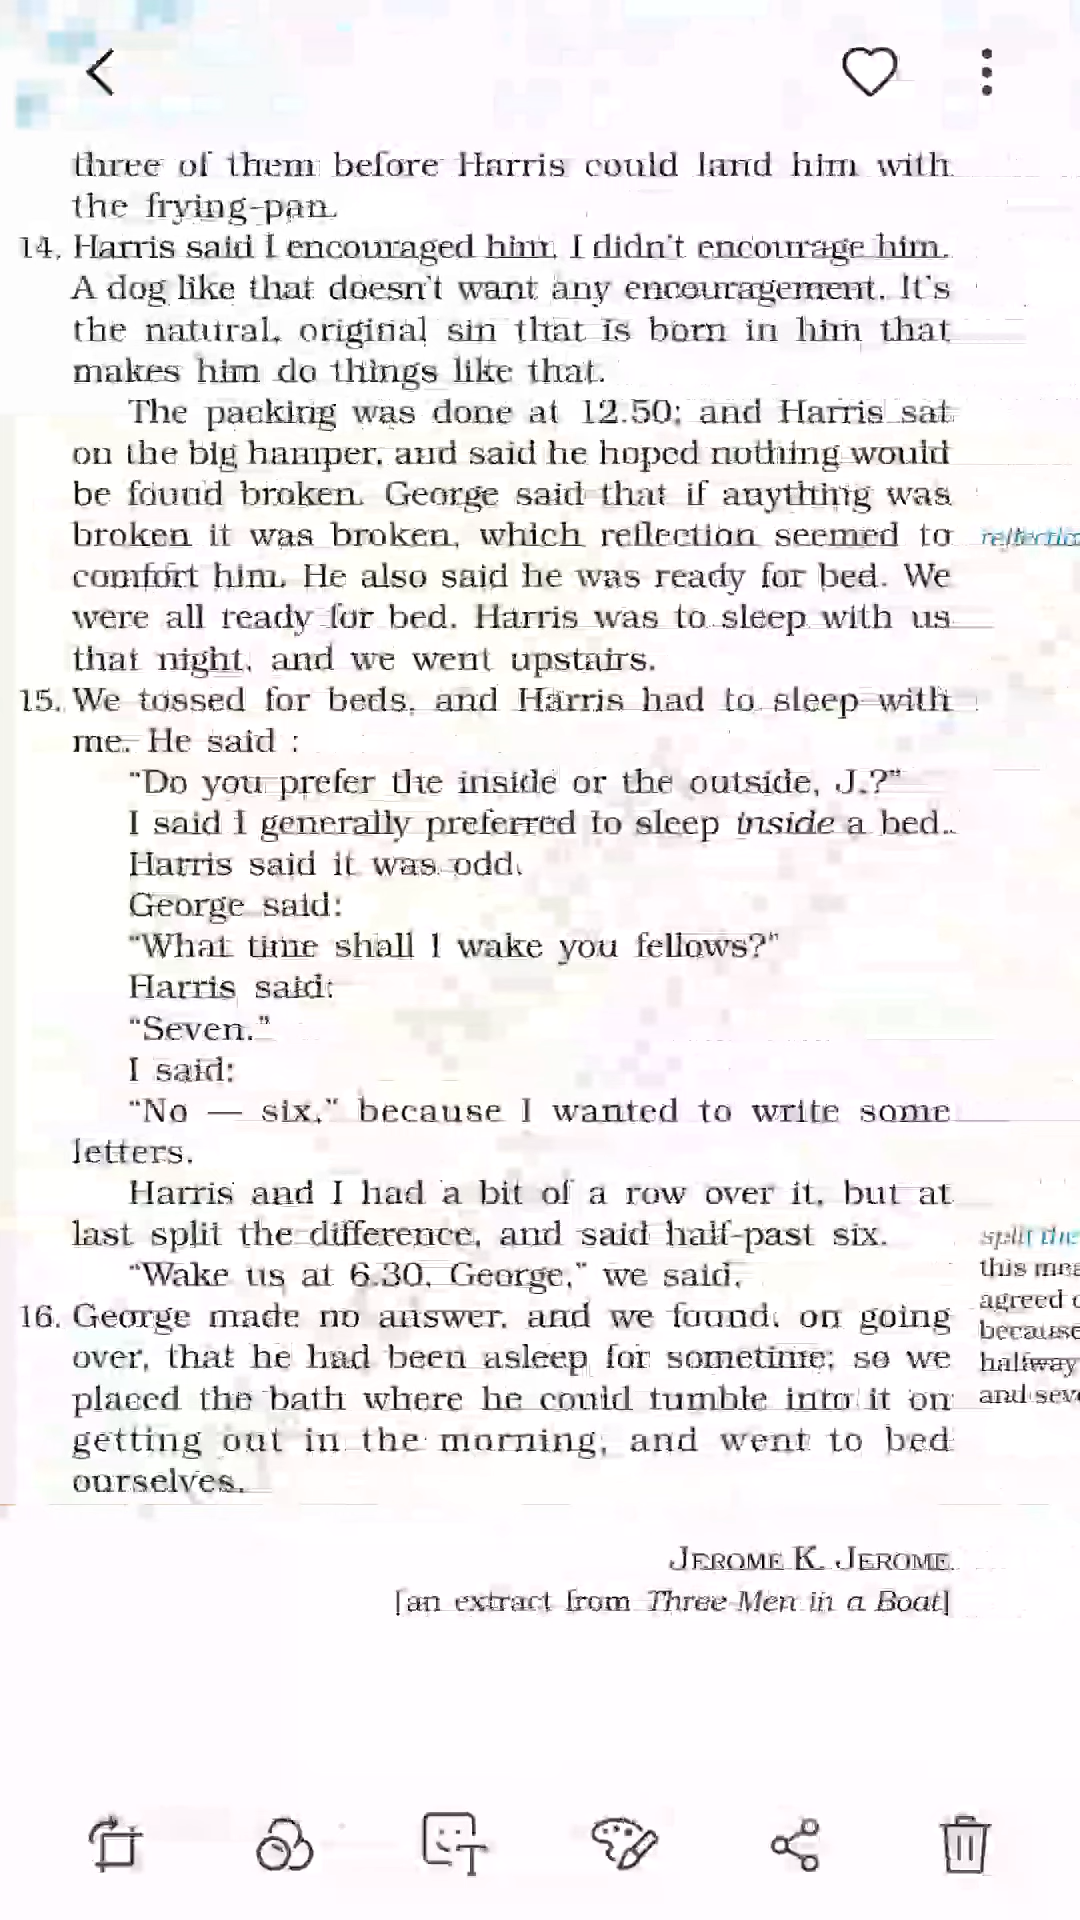 three of them before Harris could land him with
the frying-pan.
14. Harris said I encouraged him. I didn't encourage him.
A dog like that doesn't want any encouragement. It's
the natural, original sin that is born in him that
makes him do things like that.
The packing was done at 12.50; and Harris sat
on the big hamper, and said he hoped nothing would
be found broken. George said that if anything was
broken it was broken, which reflection seemed to
comfort him. He also said he was ready for bed. We
were all ready for bed. Harris was to sleep with us
that night, and we went upstairs.
15. We tossed for beds, and Harris had to sleep with
me. He said :
“Do you prefer the inside or the outside, J.?”
I said I generally preferred to sleep inside a bed.
Harris said it was odd.
George said:
“What time shall I wake you fellows?”
Harris said:
“Seven.”
I said:
“No — six,” because I wanted to write some
letters.
Harris and I had a bit of a row over it, but at
last split the difference, and said half-past six.
“Wake us at 6.30, George,” we said.
16. George made no answer, and we found, on going
over, that he had been asleep for sometime; so we
placed the bath where he could tumble into it on
getting out in the morning, and went to bed
ourselves.
JEROME K. JEROME
[an extract from Three Men in a Boat]
split the
this
agreed
because
halfway
and